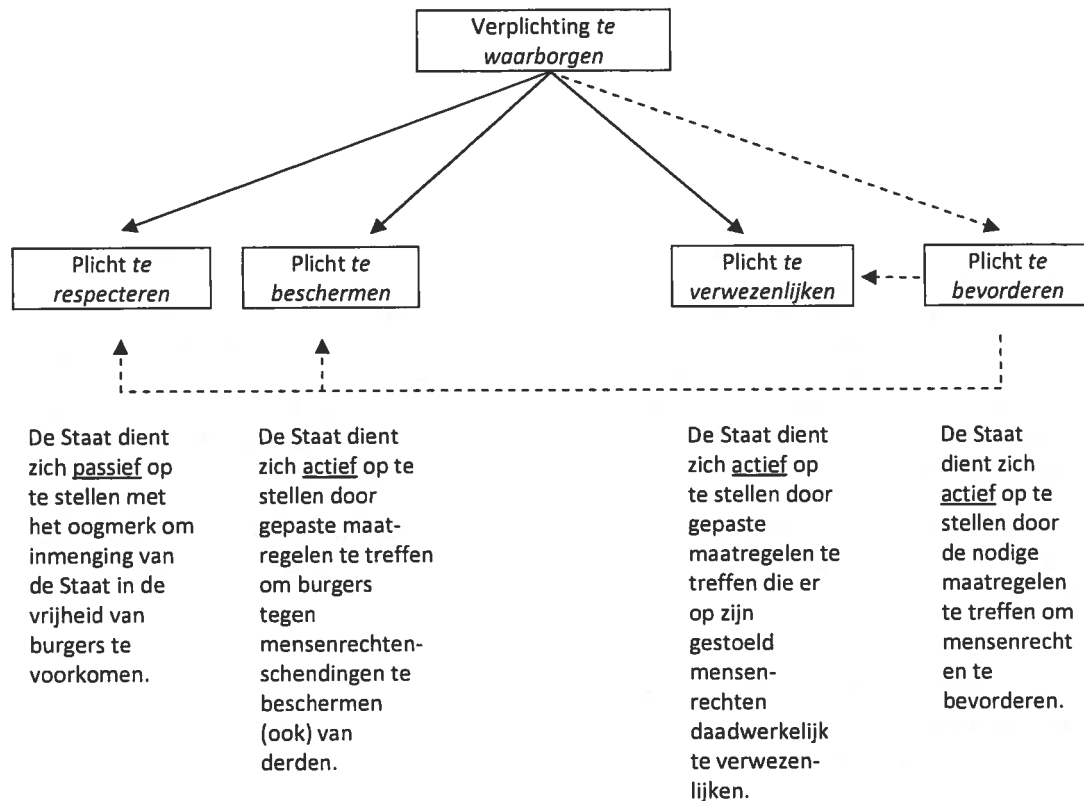 Verplichting te
waarborgen
Plicht te
respecteren
Plicht te
beschermen
Plicht te
verwezenlijken
Plicht te
bevorderen
De Staat dient
zich passief op
te stellen met
het oogmerk om
inmenging van
de Staat in de
vrijheid van
burgers te
voorkomen.
De Staat dient
zich actief op te
stellen door
gepaste maat-
regelen te treffen
om burgers
tegen
mensenrechten-
schendingen te
beschermen
(ook) van
derden.
De Staat dient
zich actief op
te stellen door
gepaste
maatregelen te
treffen die er
op zijn
gestoeld
mensen-
rechten
daadwerkelijk
te verwezen-
lijken.
De Staat
dient zich
actief op te
stellen door
de nodige
maatregelen
te treffen om
mensenrecht
en te
bevorderen.